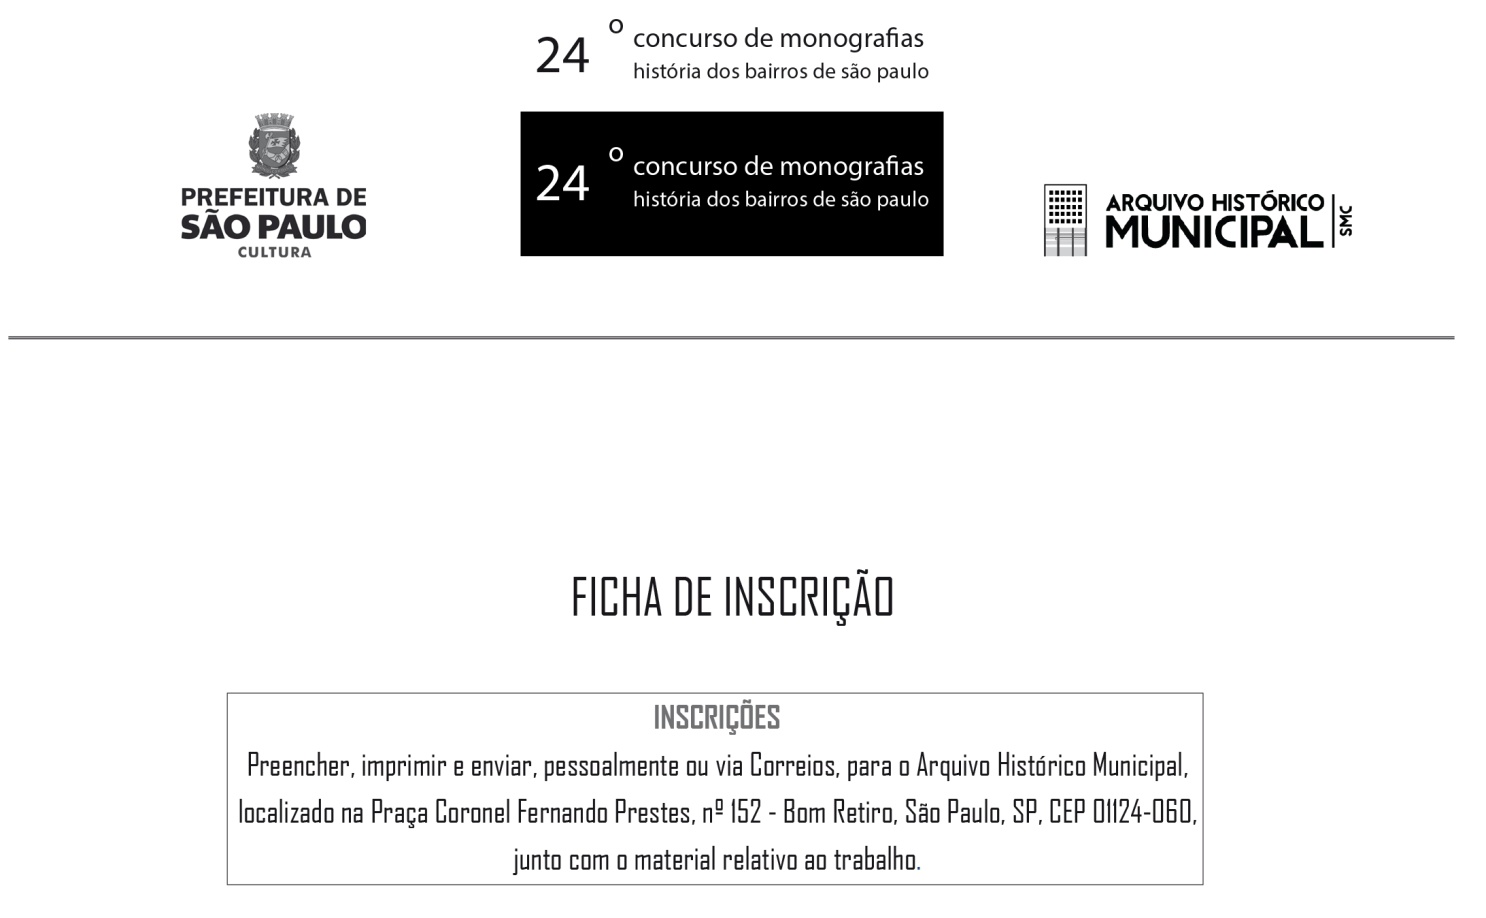 24º concurso de monografias
história dos bairros de são paulo
24º concurso de monografias
história dos bairros de são paulo
PREFEITURA DE
SÃO PAULO
CULTURA
ARQUIVO HISTÓRICO
MUNICIPAL
SMC
FICHA DE INSCRIÇÃO
INSCRIÇÕES
Preencher, imprimir e enviar, pessoalmente ou via Correios, para o Arquivo Histórico Municipal,
localizado na Praça Coronel Fernando Prestes, nº 152 - Bom Retiro, São Paulo, SP, CEP 01124-060,
junto com o material relativo ao trabalho.